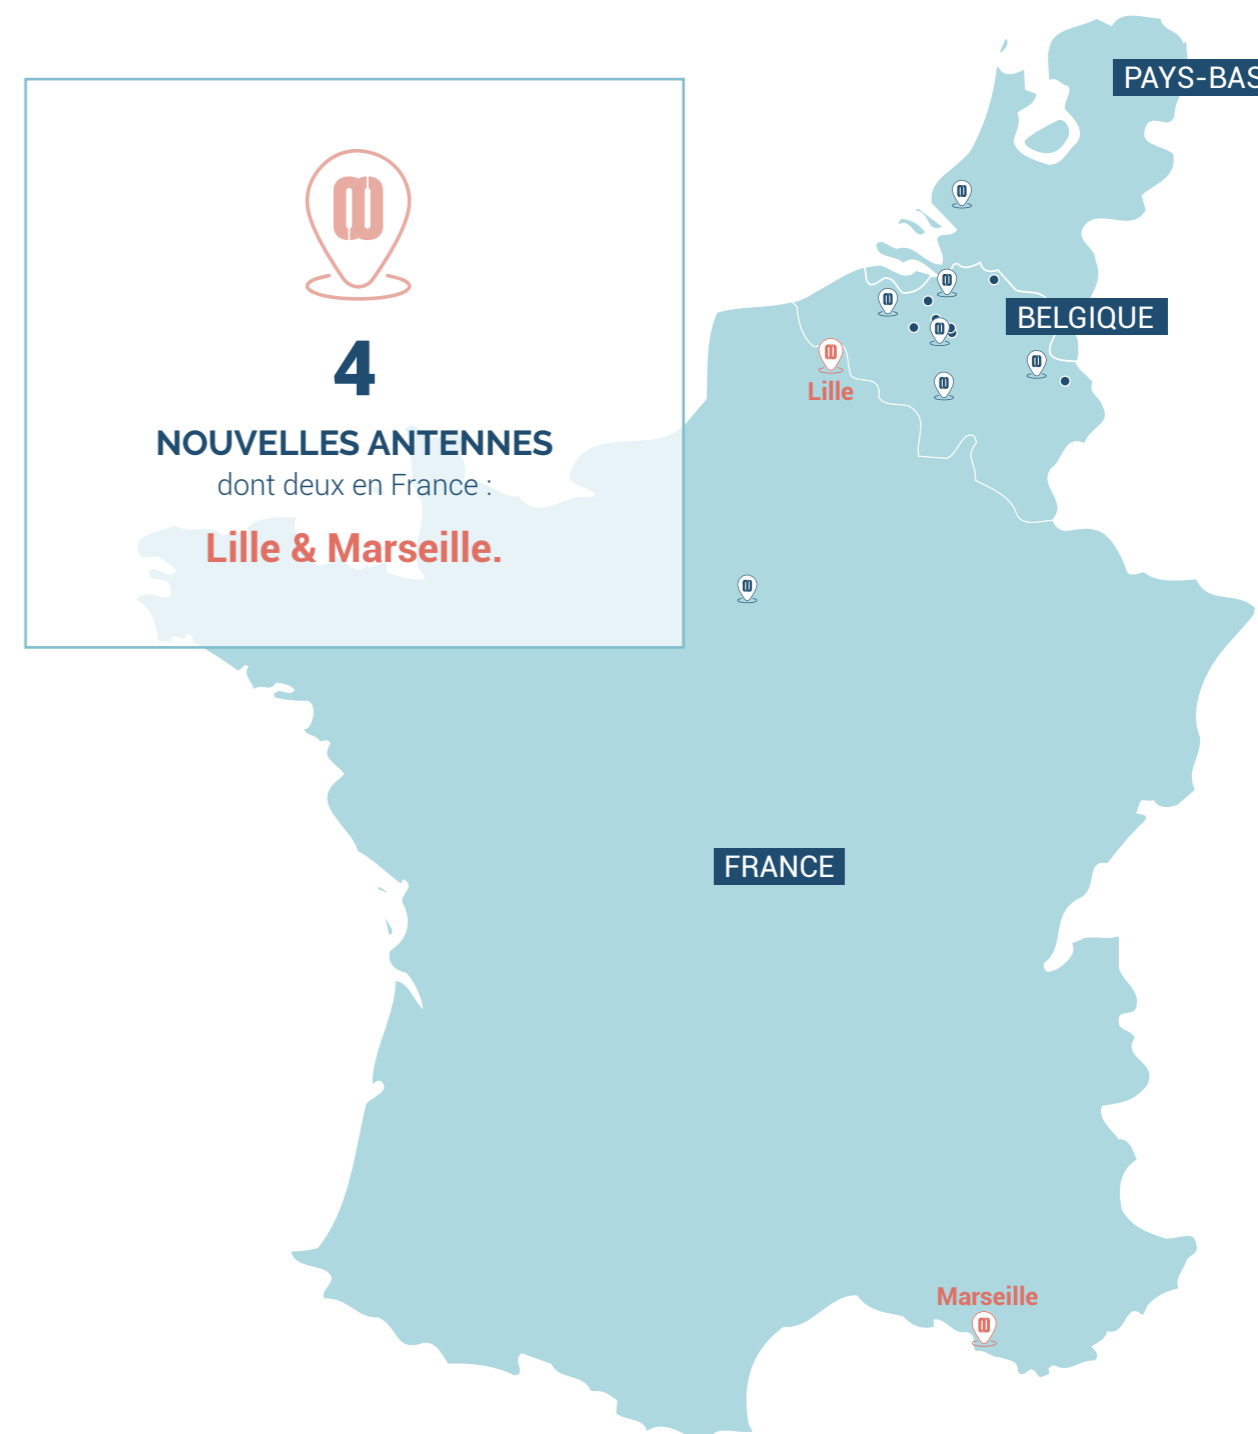 PAYS-BAS
4
NOUVELLES ANTENNES
dont deux en France :
Lille & Marseille.
BELGIQUE
Lille
FRANCE
Marseille